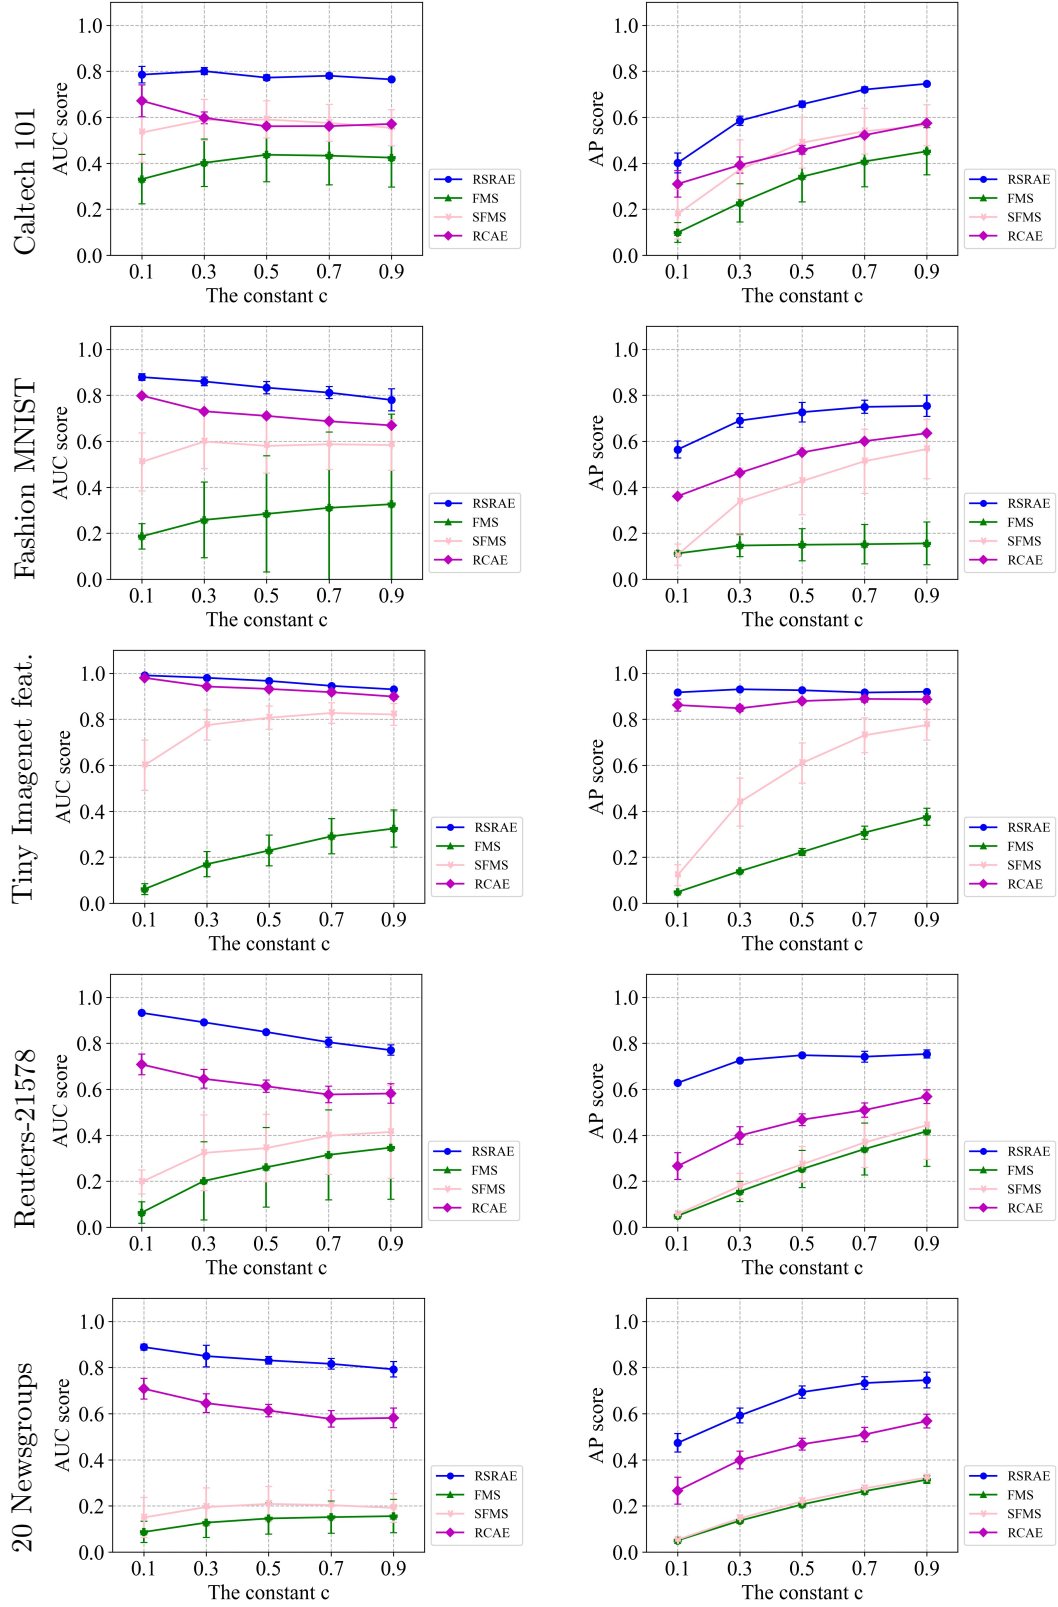 Caltech 101
AUC score
1.0
0.8
0.6
0.4
0.2
0.0
0.1 0.3 0.5 0.7 0.9
The constant c
RSRAE
FMS
SFMS
RCAE
AP score
1.0
0.8
0.6
0.4
0.2
0.0
0.1 0.3 0.5 0.7 0.9
The constant c
RSRAE
FMS
SFMS
RCAE
Fashion MNIST
AUC score
1.0
0.8
0.6
0.4
0.2
0.0
0.1 0.3 0.5 0.7 0.9
The constant c
RSRAE
FMS
SFMS
RCAE
AP score
1.0
0.8
0.6
0.4
0.2
0.0
0.1 0.3 0.5 0.7 0.9
The constant c
RSRAE
FMS
SFMS
RCAE
Tiny Imagenet feat.
AUC score
1.0
0.8
0.6
0.4
0.2
0.0
0.1 0.3 0.5 0.7 0.9
The constant c
RSRAE
FMS
SFMS
RCAE
AP score
1.0
0.8
0.6
0.4
0.2
0.0
0.1 0.3 0.5 0.7 0.9
The constant c
RSRAE
FMS
SFMS
RCAE
Reuters-21578
AUC score
1.0
0.8
0.6
0.4
0.2
0.0
0.1 0.3 0.5 0.7 0.9
The constant c
RSRAE
FMS
SFMS
RCAE
AP score
1.0
0.8
0.6
0.4
0.2
0.0
0.1 0.3 0.5 0.7 0.9
The constant c
RSRAE
FMS
SFMS
RCAE
20 Newsgroups
AUC score
1.0
0.8
0.6
0.4
0.2
0.0
0.1 0.3 0.5 0.7 0.9
The constant c
RSRAE
FMS
SFMS
RCAE
AP score
1.0
0.8
0.6
0.4
0.2
0.0
0.1 0.3 0.5 0.7 0.9
The constant c
RSRAE
FMS
SFMS
RCAE